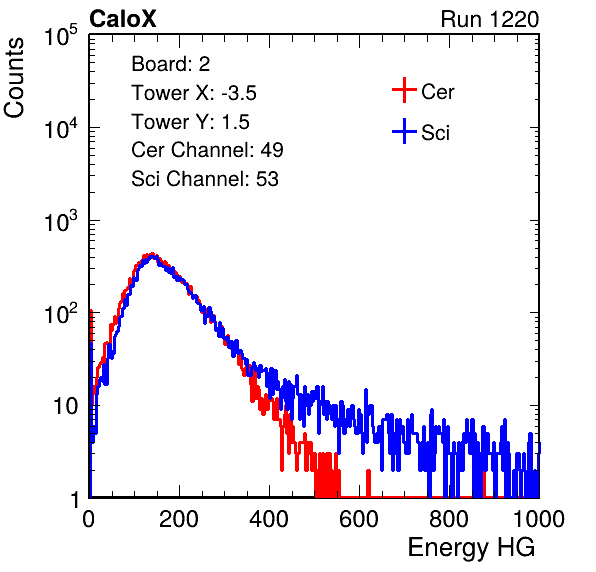 CaloX Run 1220
Counts
10^5
10^4
10^3
10^2
10
1
Board: 2
Tower X: -3.5
Tower Y: 1.5
Cer Channel: 49
Sci Channel: 53
Cer
Sci
0 200 400 600 800 1000
Energy HG